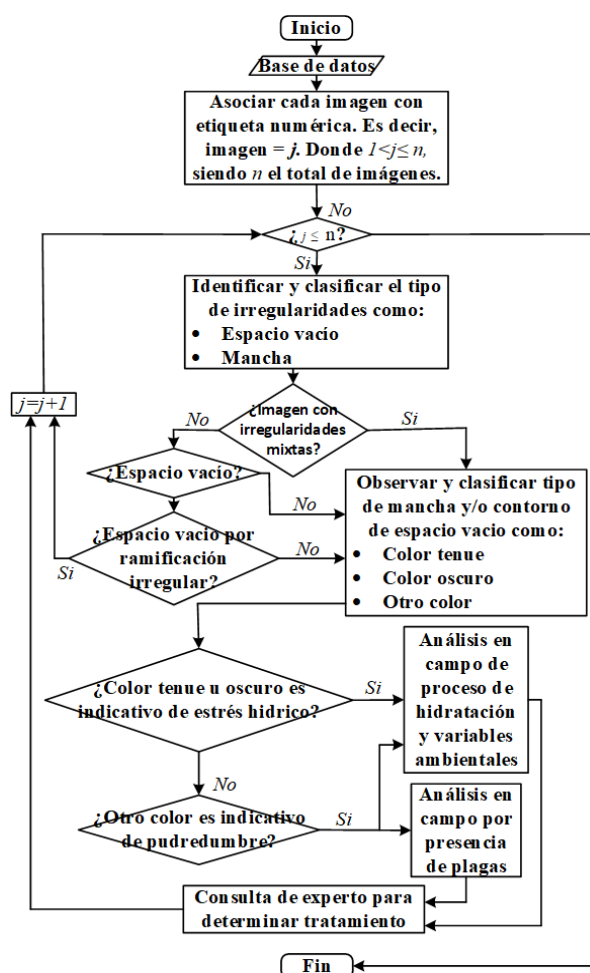 Inicio
Base de datos
Asociar cada imagen con
etiqueta numérica. Es decir,
imagen = j. Donde 1<j≤ n,
siendo n el total de imágenes.
No
¿ j ≤ n?
Si
Identificar y clasificar el tipo
de irregularidades como:
• Espacio vacío
• Mancha
j=j+1
¿Imagen con
irregularidades
mixtas?
No
Si
¿Espacio vacío?
No
Observar y clasificar tipo
de mancha y/o contorno
de espacio vacio como:
• Color tenue
• Color oscuro
• Otro color
¿Espacio vacio por
ramificación
irregular?
Si
No
¿Color tenue u oscuro es
indicativo de estrés hidrico?
Si
Análisis en
campo de
proceso de
hidratación
y variables
ambientales
No
¿Otro color es indicativo
de pudredumbre?
Si
Análisis en
campo por
presencia
de plagas
Consulta de experto para
determinar tratamiento
Fin